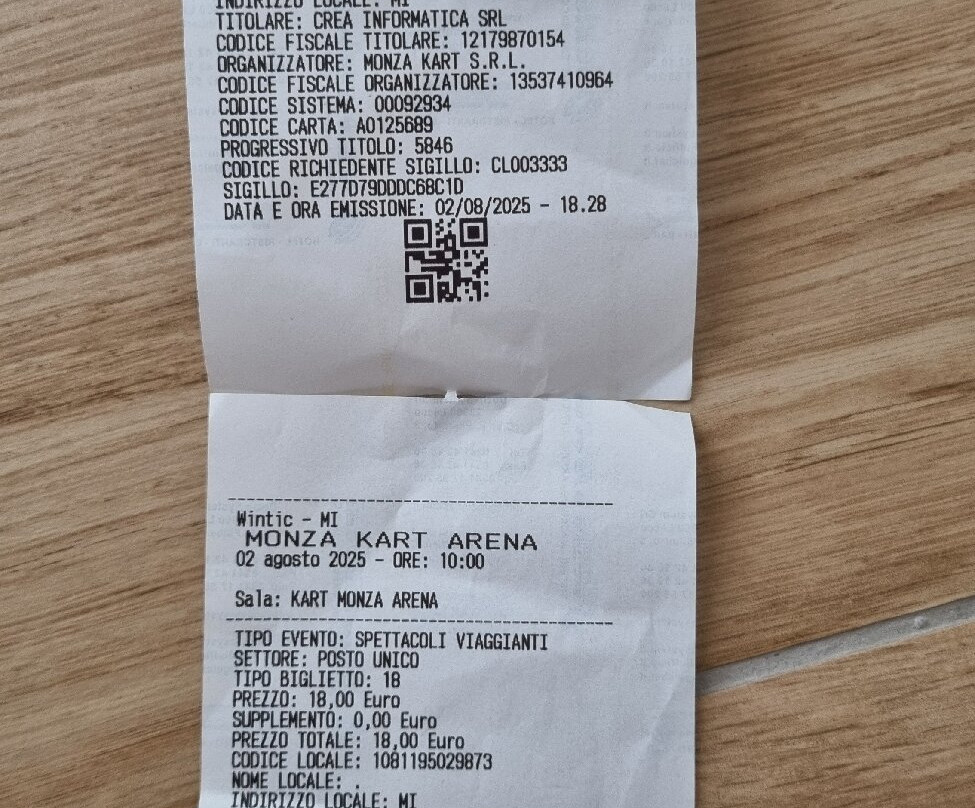 INDIRIZZO LOCALE: MI
TITOLARE: CREA INFORMATICA SRL
CODICE FISCALE TITOLARE: 12179870154
ORGANIZZATORE: MONZA KART S.R.L.
CODICE FISCALE ORGANIZZATORE: 13537410964
CODICE SISTEMA: 00092934
CODICE CARTA: A0125689
PROGRESSIVO TITOLO: 5846
CODICE RICHIEDENTE SIGILLO: CL003333
SIGILLO: E277D79DDDC68C1D
DATA E ORA EMISSIONE: 02/08/2025 - 18.28
Wintic - MI
MONZA KART ARENA
02 agosto 2025 - ORE: 10:00
Sala: KART MONZA ARENA
TIPO EVENTO: SPETTACOLI VIAGGIANTI
SETTORE: POSTO UNICO
TIPO BIGLIETTO: 18
PREZZO: 18,00 Euro
SUPPLEMENTO: 0,00 Euro
PREZZO TOTALE: 18,00 Euro
CODICE LOCALE: 1081195029873
NOME LOCALE: .
INDIRIZZO LOCALE: MI